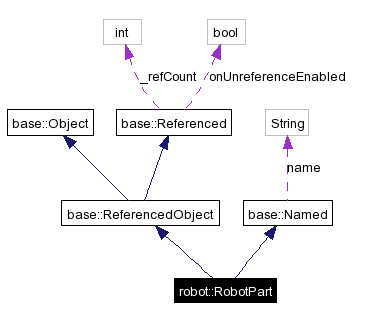 int
bool
_refCount
onUnreferenceEnabled
base::Object
base::Referenced
String
name
base::ReferencedObject
base::Named
robot::RobotPart